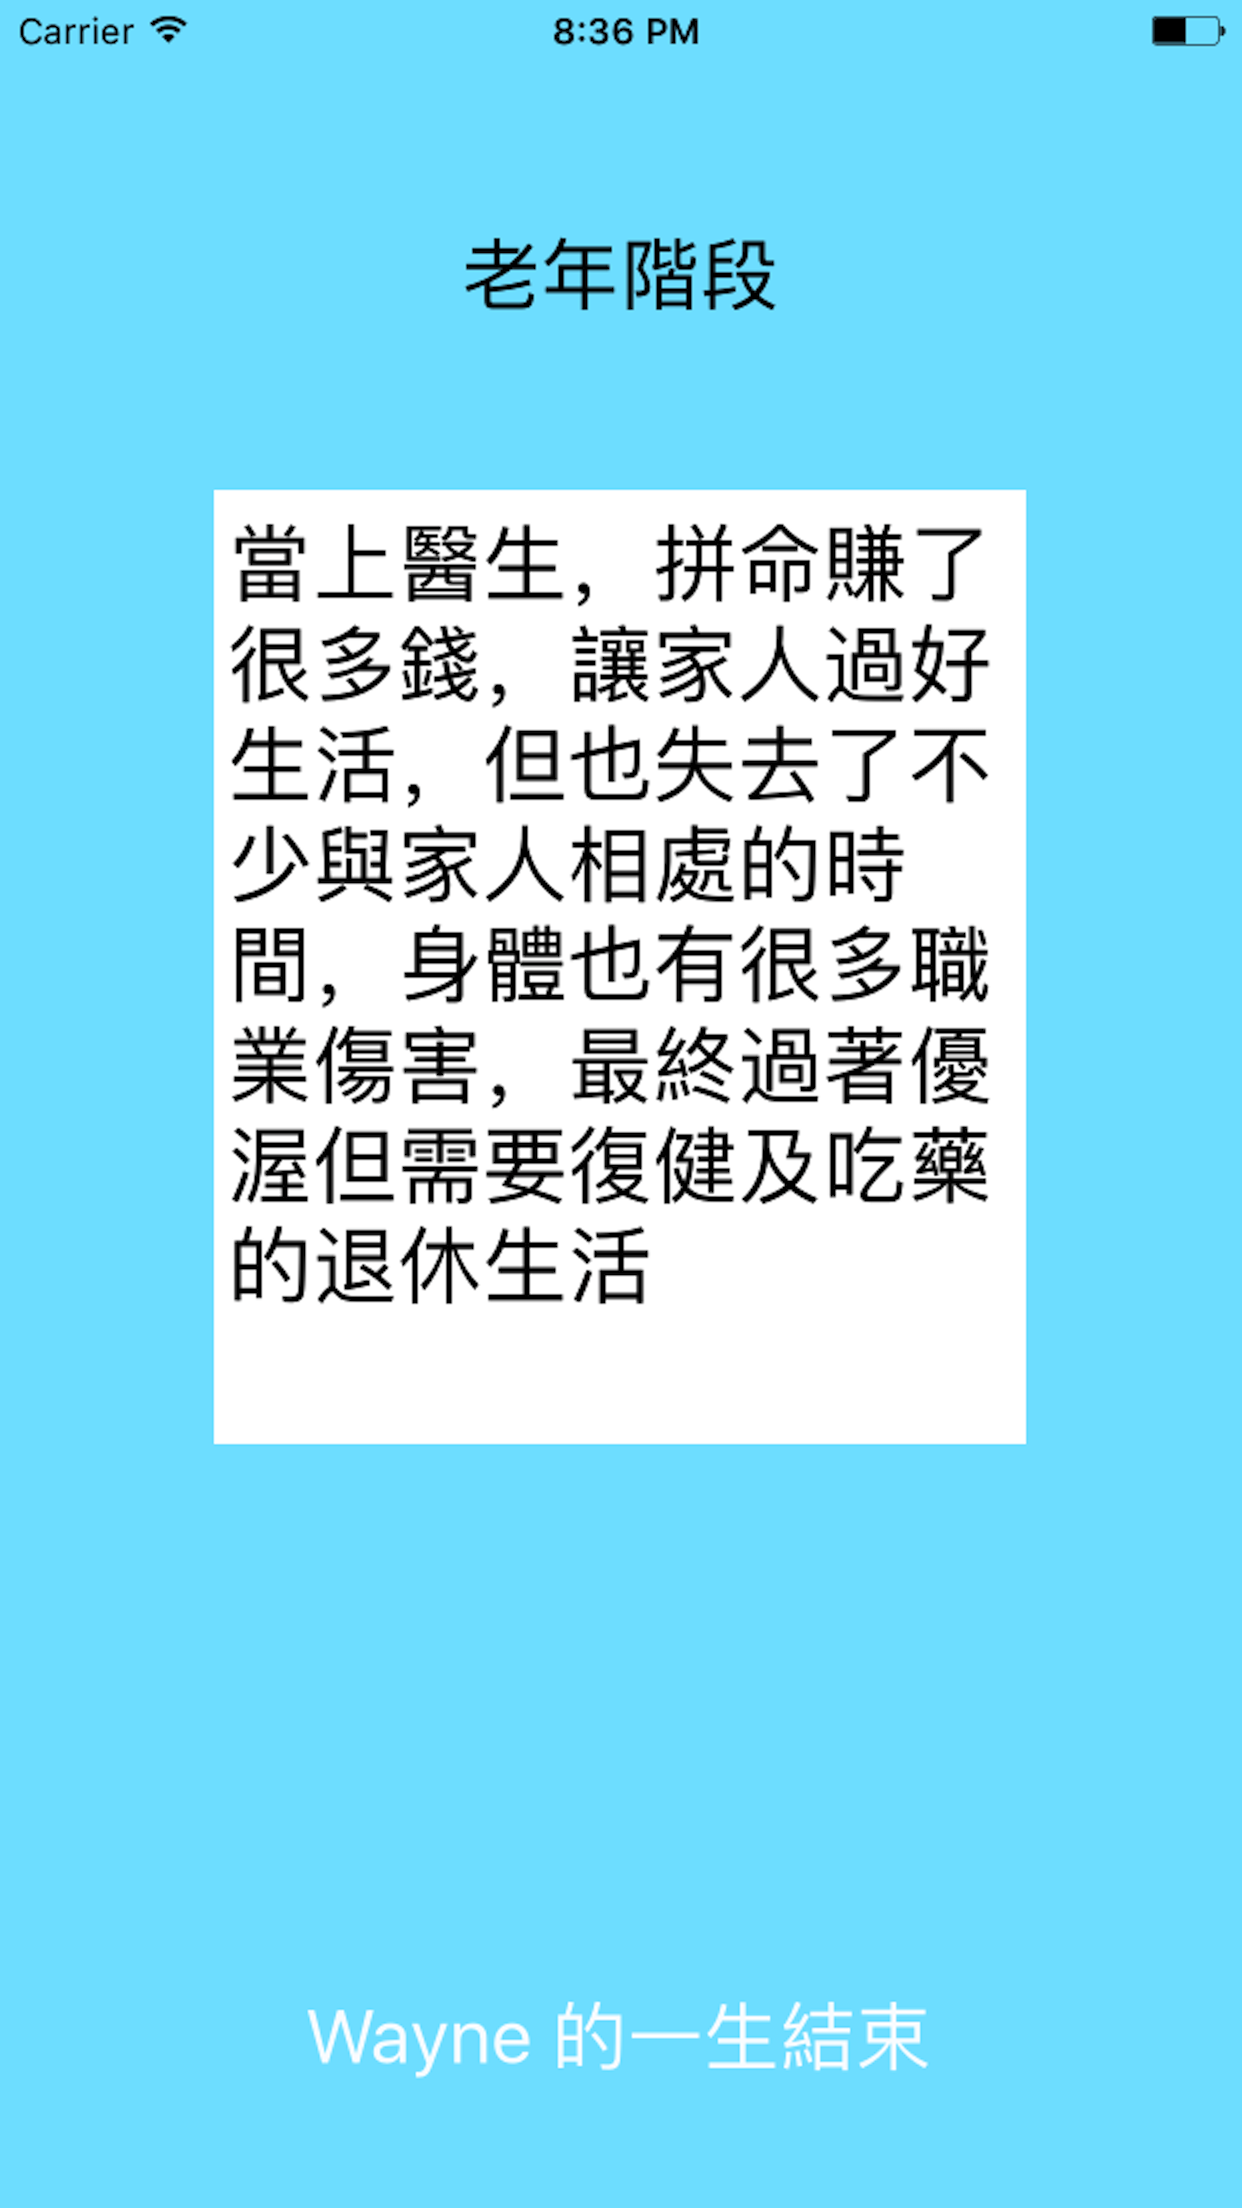 Carrier
8:36 PM
老年階段
當上醫生，拼命賺了
很多錢，讓家人過好
生活，但也失去了不
少與家人相處的時
間，身體也有很多職
業傷害，最終過著優
渥但需要復健及吃藥
的退休生活
Wayne 的一生結束